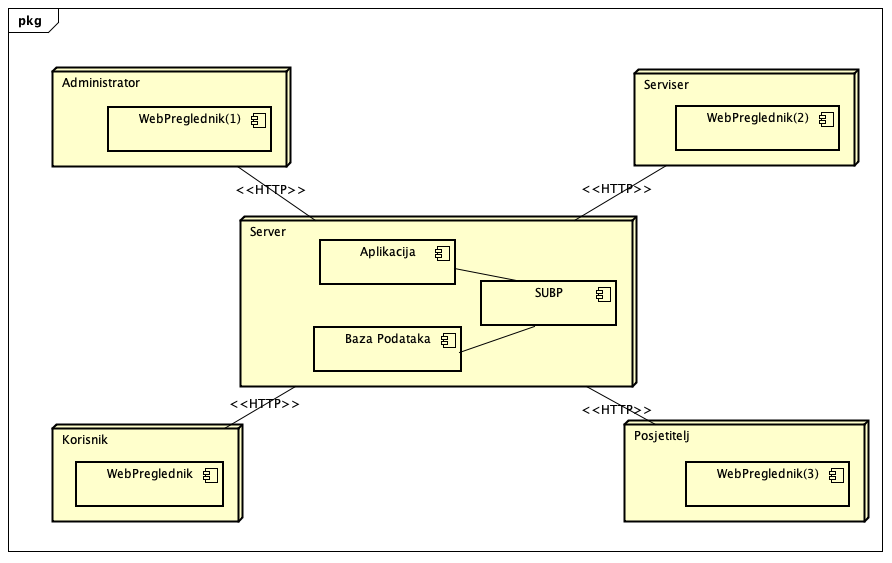 pkg
Administrator
WebPreglednik(1)
Serviser
WebPreglednik(2)
<<HTTP>>
<<HTTP>>
Server
Aplikacija
SUBP
Baza Podataka
<<HTTP>>
<<HTTP>>
Korisnik
WebPreglednik
Posjetitelj
WebPreglednik(3)